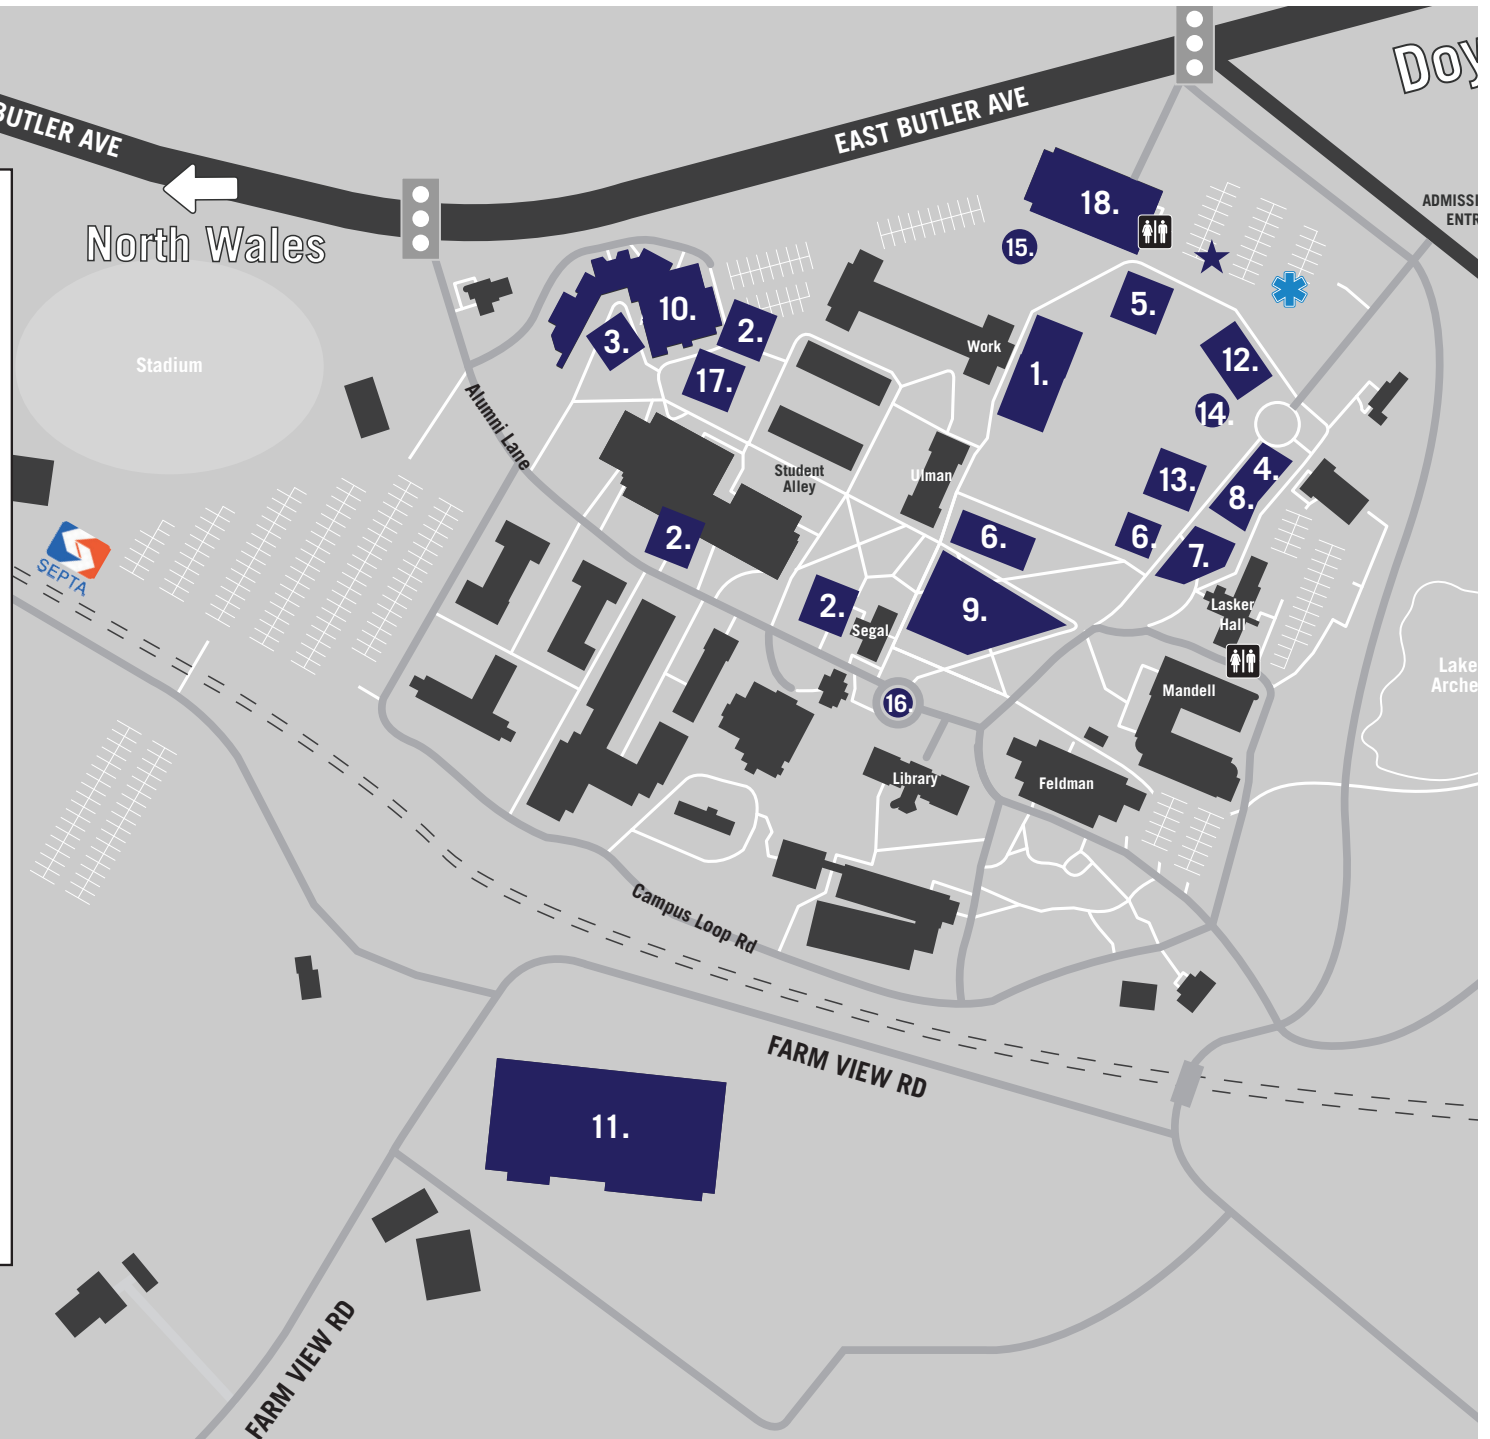 Doy
BUTLER AVE
EAST BUTLER AVE
ADMISSI
ENTR
North Wales
18.
15.
5.
10.
2.
3.
17.
Work
1.
12.
14.
Stadium
Alumni Lane
Student
Alley
Ulman
13.
4.
8.
SEPTA
2.
6.
6.
7.
2.
Segal
9.
Lasker
Hall
16.
Mandell
Lake
Arche
Library
Feldman
Campus Loop Rd
FARM VIEW RD
11.
FARM VIEW RD